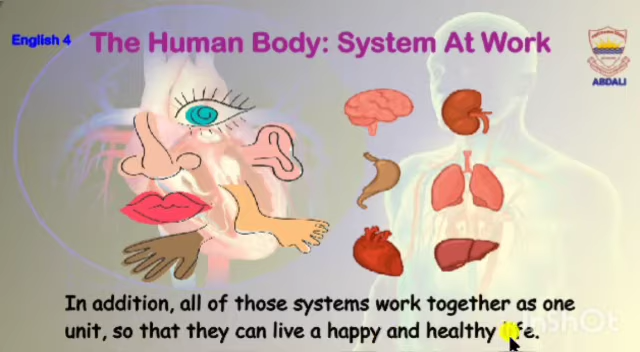 English 4
The Human Body: System At Work
ABDALI
In addition, all of those systems work together as one
unit, so that they can live a happy and healthy life.
InShOt